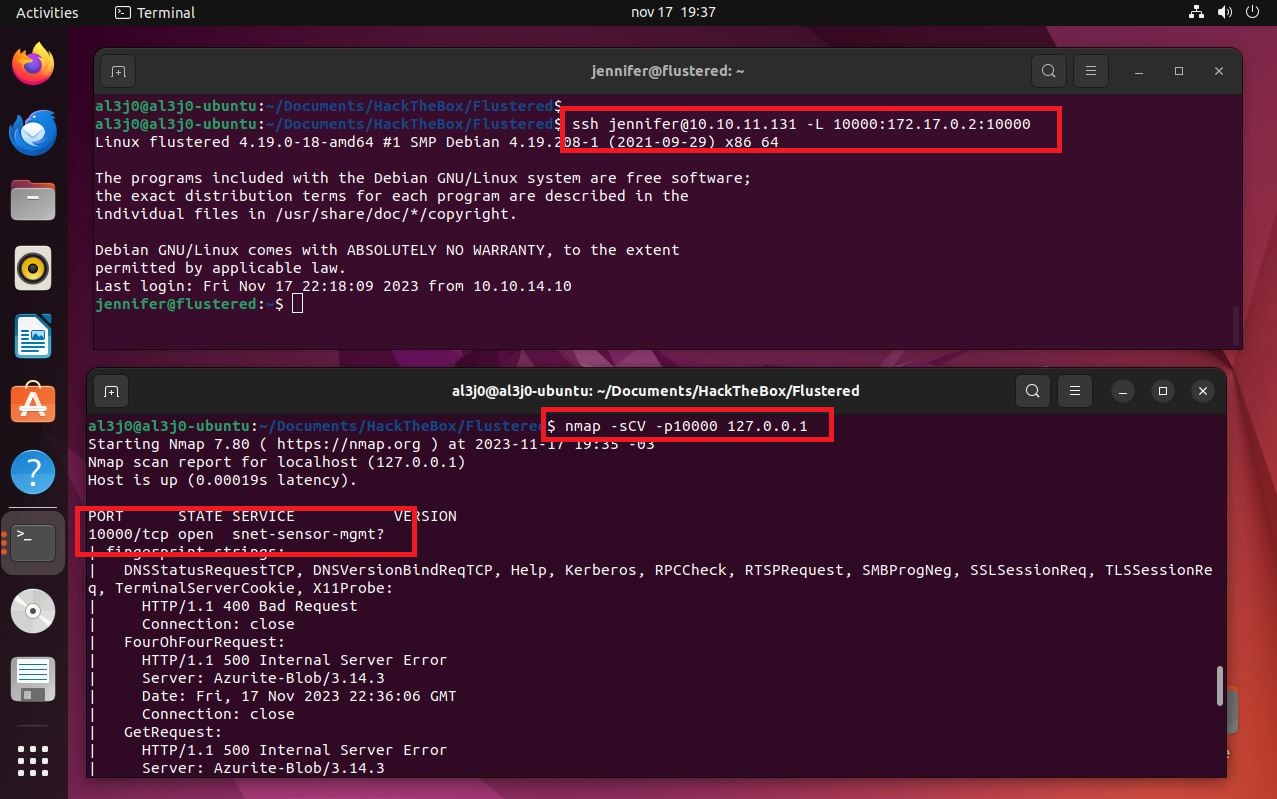 Activities
Terminal
nov 17 19:37
jennifer@flustered: ~
al3j0@al3j0-ubuntu:~/Documents/HackTheBox/Flustered$
al3j0@al3j0-ubuntu:~/Documents/HackTheBox/Flustered$ ssh jennifer@10.10.11.131 -L 10000:172.17.0.2:10000
Linux flustered 4.19.0-18-amd64 #1 SMP Debian 4.19.208-1 (2021-09-29) x86_64
The programs included with the Debian GNU/Linux system are free software;
the exact distribution terms for each program are described in the
individual files in /usr/share/doc/*/copyright.
Debian GNU/Linux comes with ABSOLUTELY NO WARRANTY, to the extent
permitted by applicable law.
Last login: Fri Nov 17 22:18:09 2023 from 10.10.14.10
jennifer@flustered:~$
al3j0@al3j0-ubuntu: ~/Documents/HackTheBox/Flustered
al3j0@al3j0-ubuntu:~/Documents/HackTheBox/Flustered$ nmap -sCV -p10000 127.0.0.1
Starting Nmap 7.80 ( https://nmap.org ) at 2023-11-17 19:35 -03
Nmap scan report for localhost (127.0.0.1)
Host is up (0.00019s latency).
PORT      STATE SERVICE           VERSION
10000/tcp open  snet-sensor-mgmt?
| fingerprint-strings:
|   DNSStatusRequestTCP, DNSVersionBindReqTCP, Help, Kerberos, RPCCheck, RTSPRequest, SMBProgNeg, SSLSessionReq, TLSSessionRe
q, TerminalServerCookie, X11Probe:
|     HTTP/1.1 400 Bad Request
|     Connection: close
|   FourOhFourRequest:
|     HTTP/1.1 500 Internal Server Error
|     Server: Azurite-Blob/3.14.3
|     Date: Fri, 17 Nov 2023 22:36:06 GMT
|     Connection: close
|   GetRequest:
|     HTTP/1.1 500 Internal Server Error
|     Server: Azurite-Blob/3.14.3